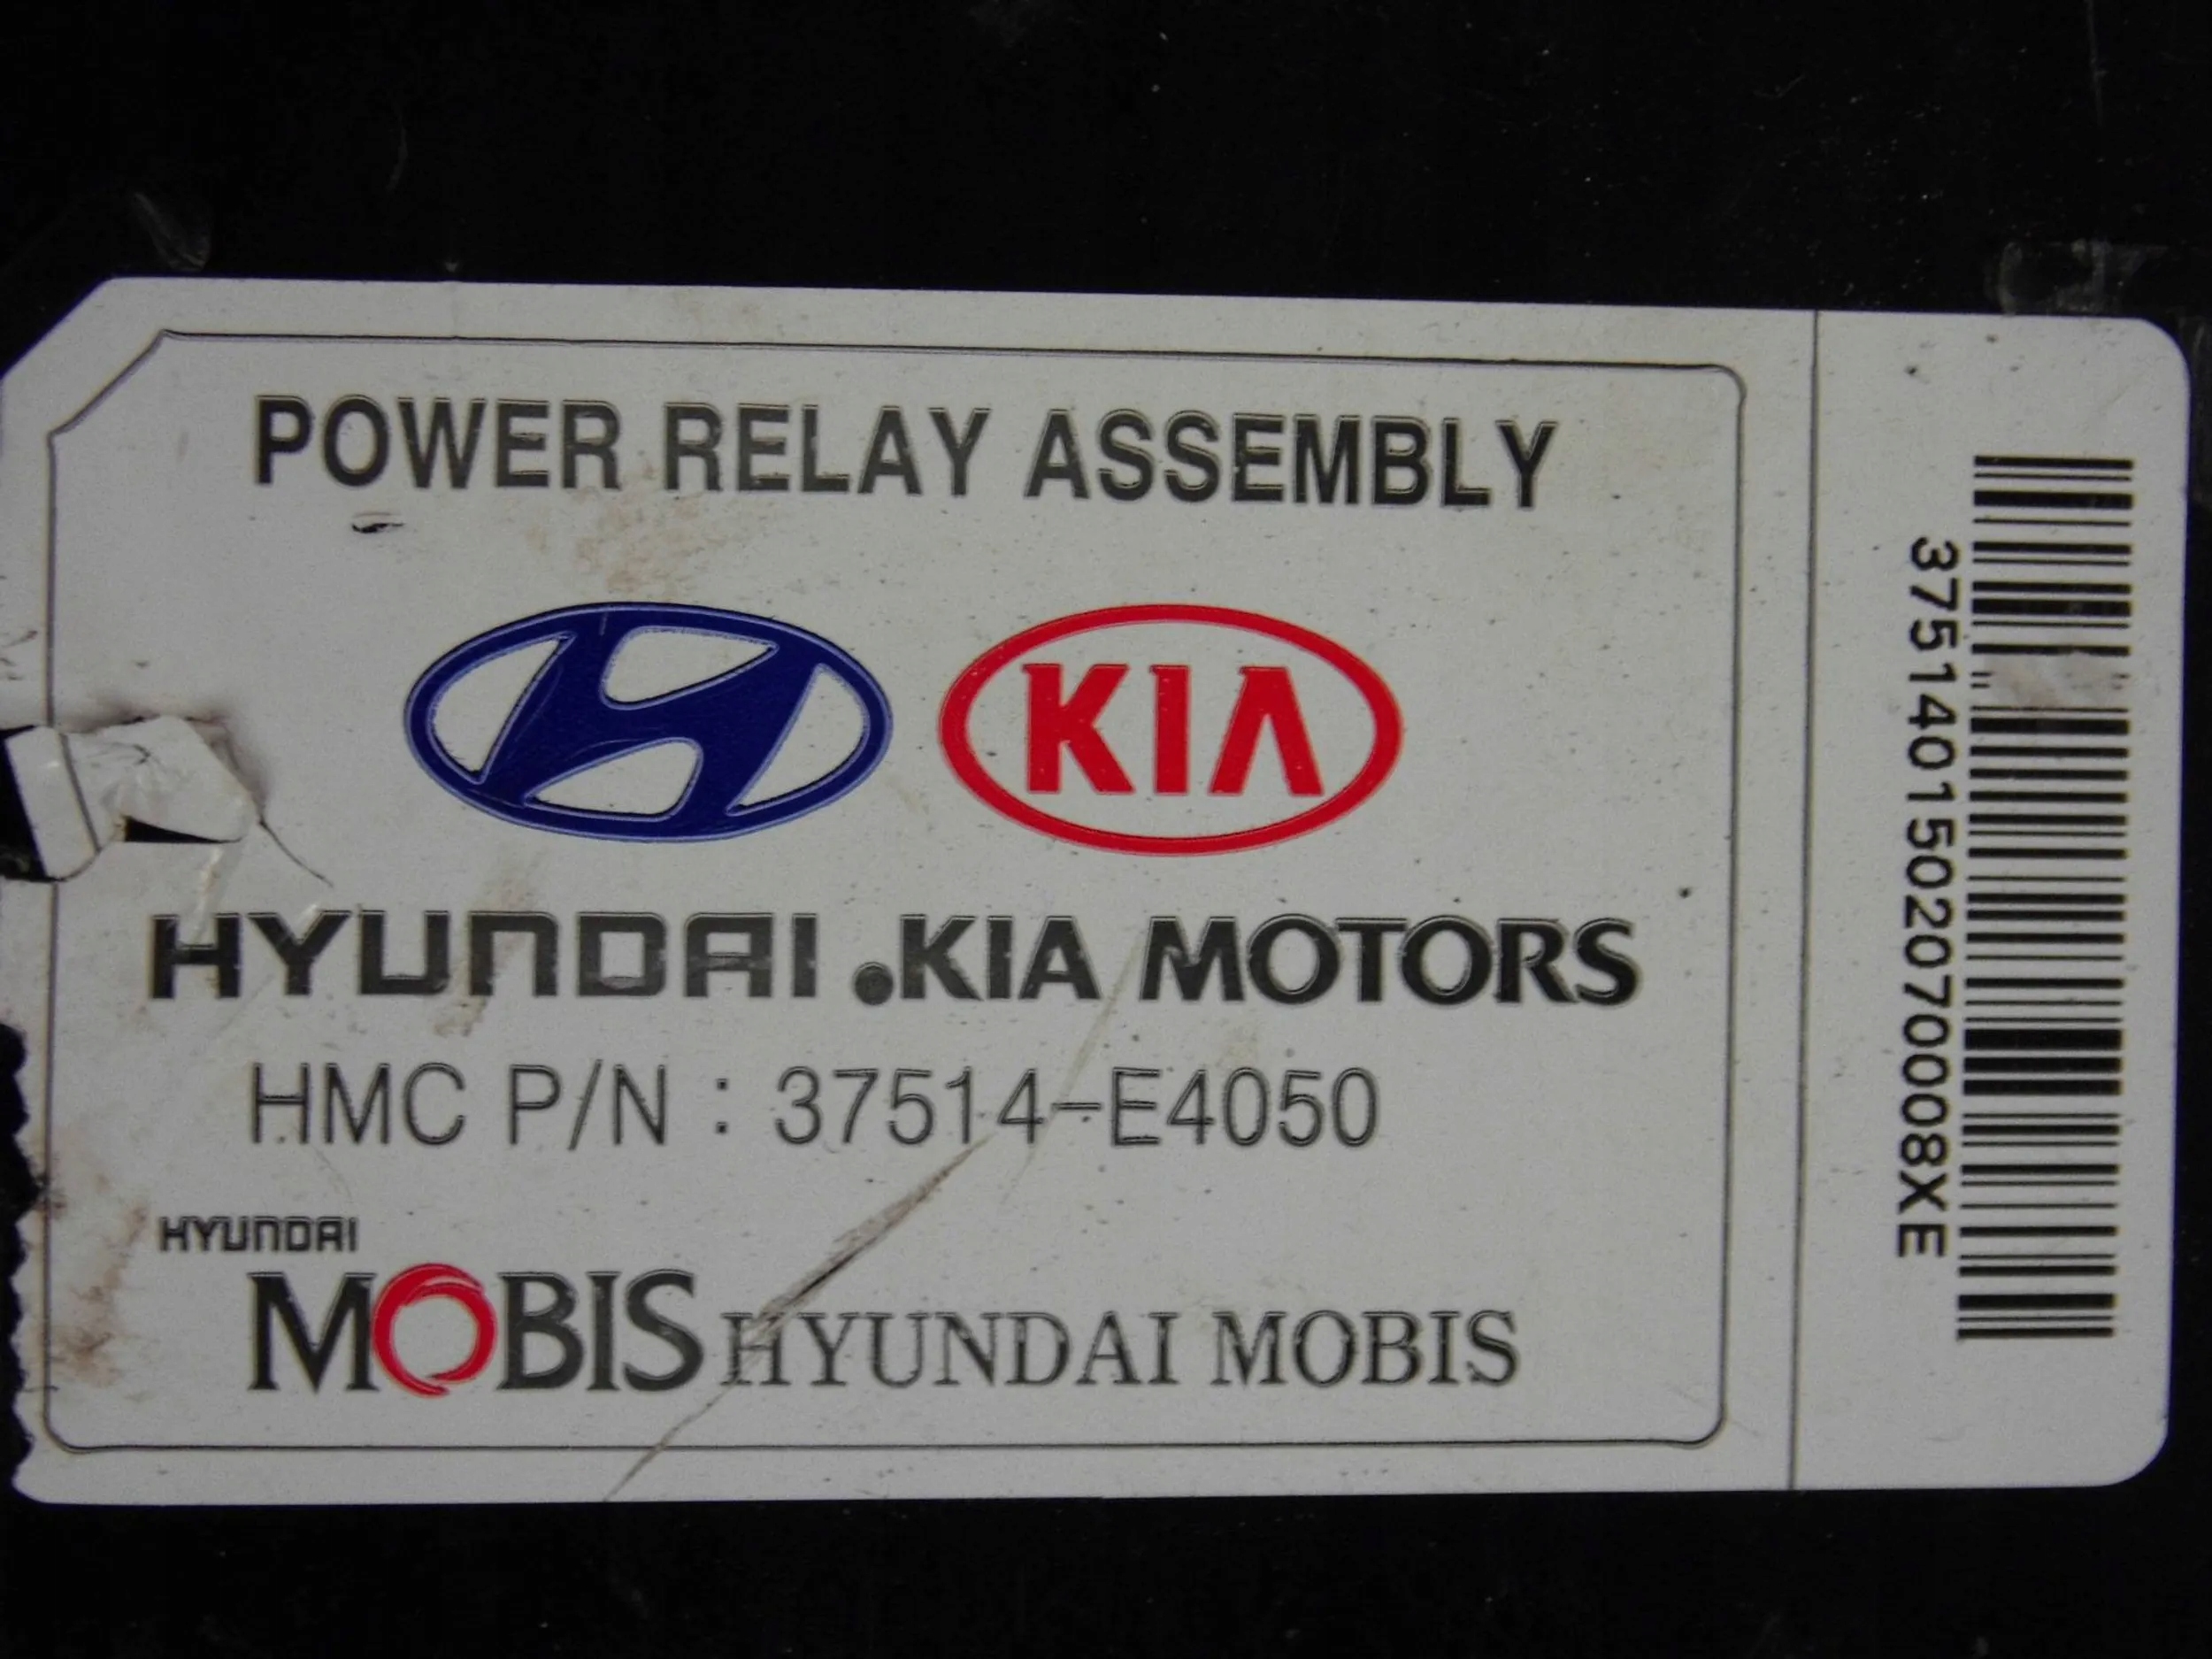 POWER RELAY ASSEMBLY
KIA
HYUNDAI .KIA MOTORS
HMC P/N : 37514-E4050
HYUNDAI
MOBIS HYUNDAI MOBIS
37514015020700008XE